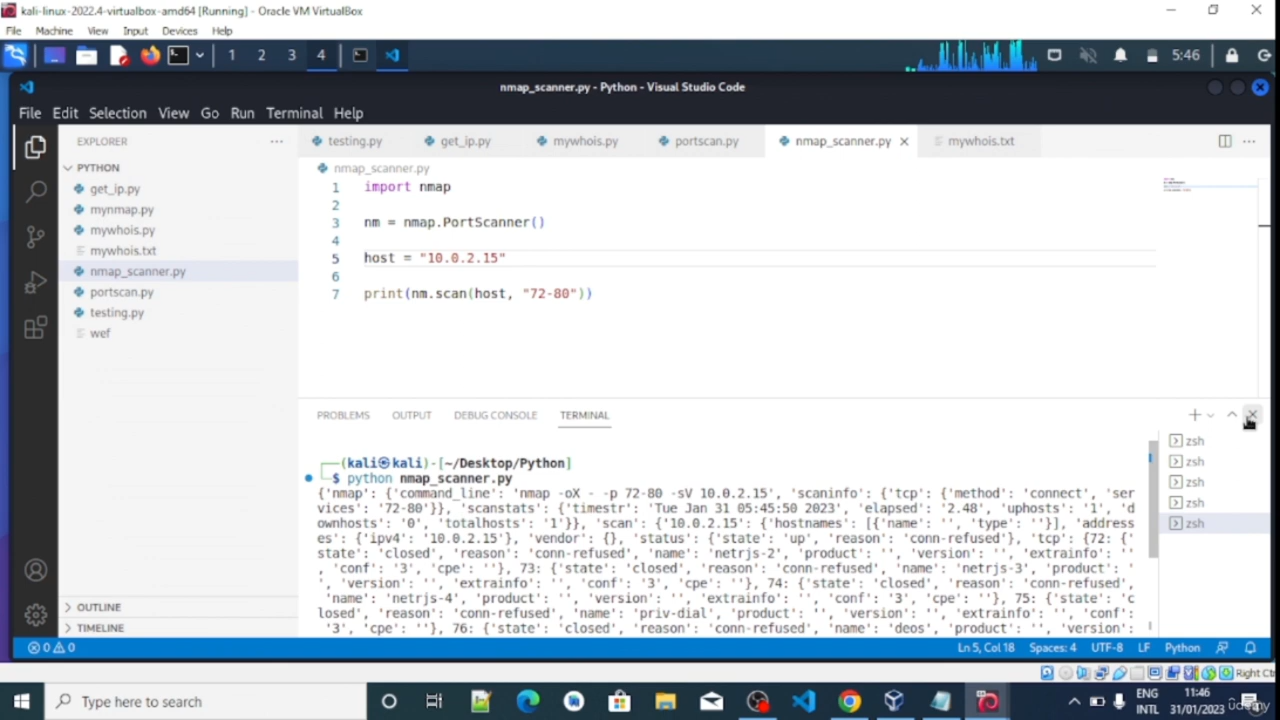 kali-linux-2022.4-virtualbox-amd64 [Running] - Oracle VM VirtualBox
File Machine View Input Devices Help
1 2 3 4 5:46
nmap_scanner.py - Python - Visual Studio Code
File Edit Selection View Go Run Terminal Help
EXPLORER ··· testing.py get_ip.py mywhois.py portscan.py nmap_scanner.py mywhois.txt ···
PYTHON
get_ip.py
mynmap.py
mywhois.py
mywhois.txt
nmap_scanner.py
portscan.py
testing.py
wef
OUTLINE
TIMELINE
nmap_scanner.py
1 import nmap
2
3 nm = nmap.PortScanner()
4
5 host = "10.0.2.15"
6
7 print(nm.scan(host, "72-80"))
PROBLEMS OUTPUT DEBUG CONSOLE TERMINAL
zsh
zsh
zsh
zsh
zsh
┌──(kali㉿kali)-[~/Desktop/Python]
└─$ python nmap_scanner.py
{'nmap': {'command_line': 'nmap -oX - -p 72-80 -sV 10.0.2.15', 'scaninfo': {'tcp': {'method': 'connect', 'ser
vices': '72-80'}}, 'scanstats': {'timestr': 'Tue Jan 31 05:45:50 2023', 'elapsed': '2.48', 'uphosts': '1', 'd
ownhosts': '0', 'totalhosts': '1'}}, 'scan': {'10.0.2.15': {'hostnames': [{'name': '', 'type': ''}], 'address
es': {'ipv4': '10.0.2.15'}, 'vendor': {}, 'status': {'state': 'up', 'reason': 'conn-refused'}, 'tcp': {72: {'
state': 'closed', 'reason': 'conn-refused', 'name': 'netrjs-2', 'product': '', 'version': '', 'extrainfo': ''
, 'conf': '3', 'cpe': ''}, 73: {'state': 'closed', 'reason': 'conn-refused', 'name': 'netrjs-3', 'product': '
', 'version': '', 'extrainfo': '', 'conf': '3', 'cpe': ''}, 74: {'state': 'closed', 'reason': 'conn-refused',
'name': 'netrjs-4', 'product': '', 'version': '', 'extrainfo': '', 'conf': '3', 'cpe': ''}, 75: {'state': 'c
losed', 'reason': 'conn-refused', 'name': 'priv-dial', 'product': '', 'version': '', 'extrainfo': '', 'conf':
'3', 'cpe': ''}, 76: {'state': 'closed', 'reason': 'conn-refused', 'name': 'deos', 'product': '', 'version':
0 0 Ln 5, Col 18 Spaces: 4 UTF-8 LF Python
Right Ct
Type here to search
ENG
INTL
11:46
31/01/2023
udemy